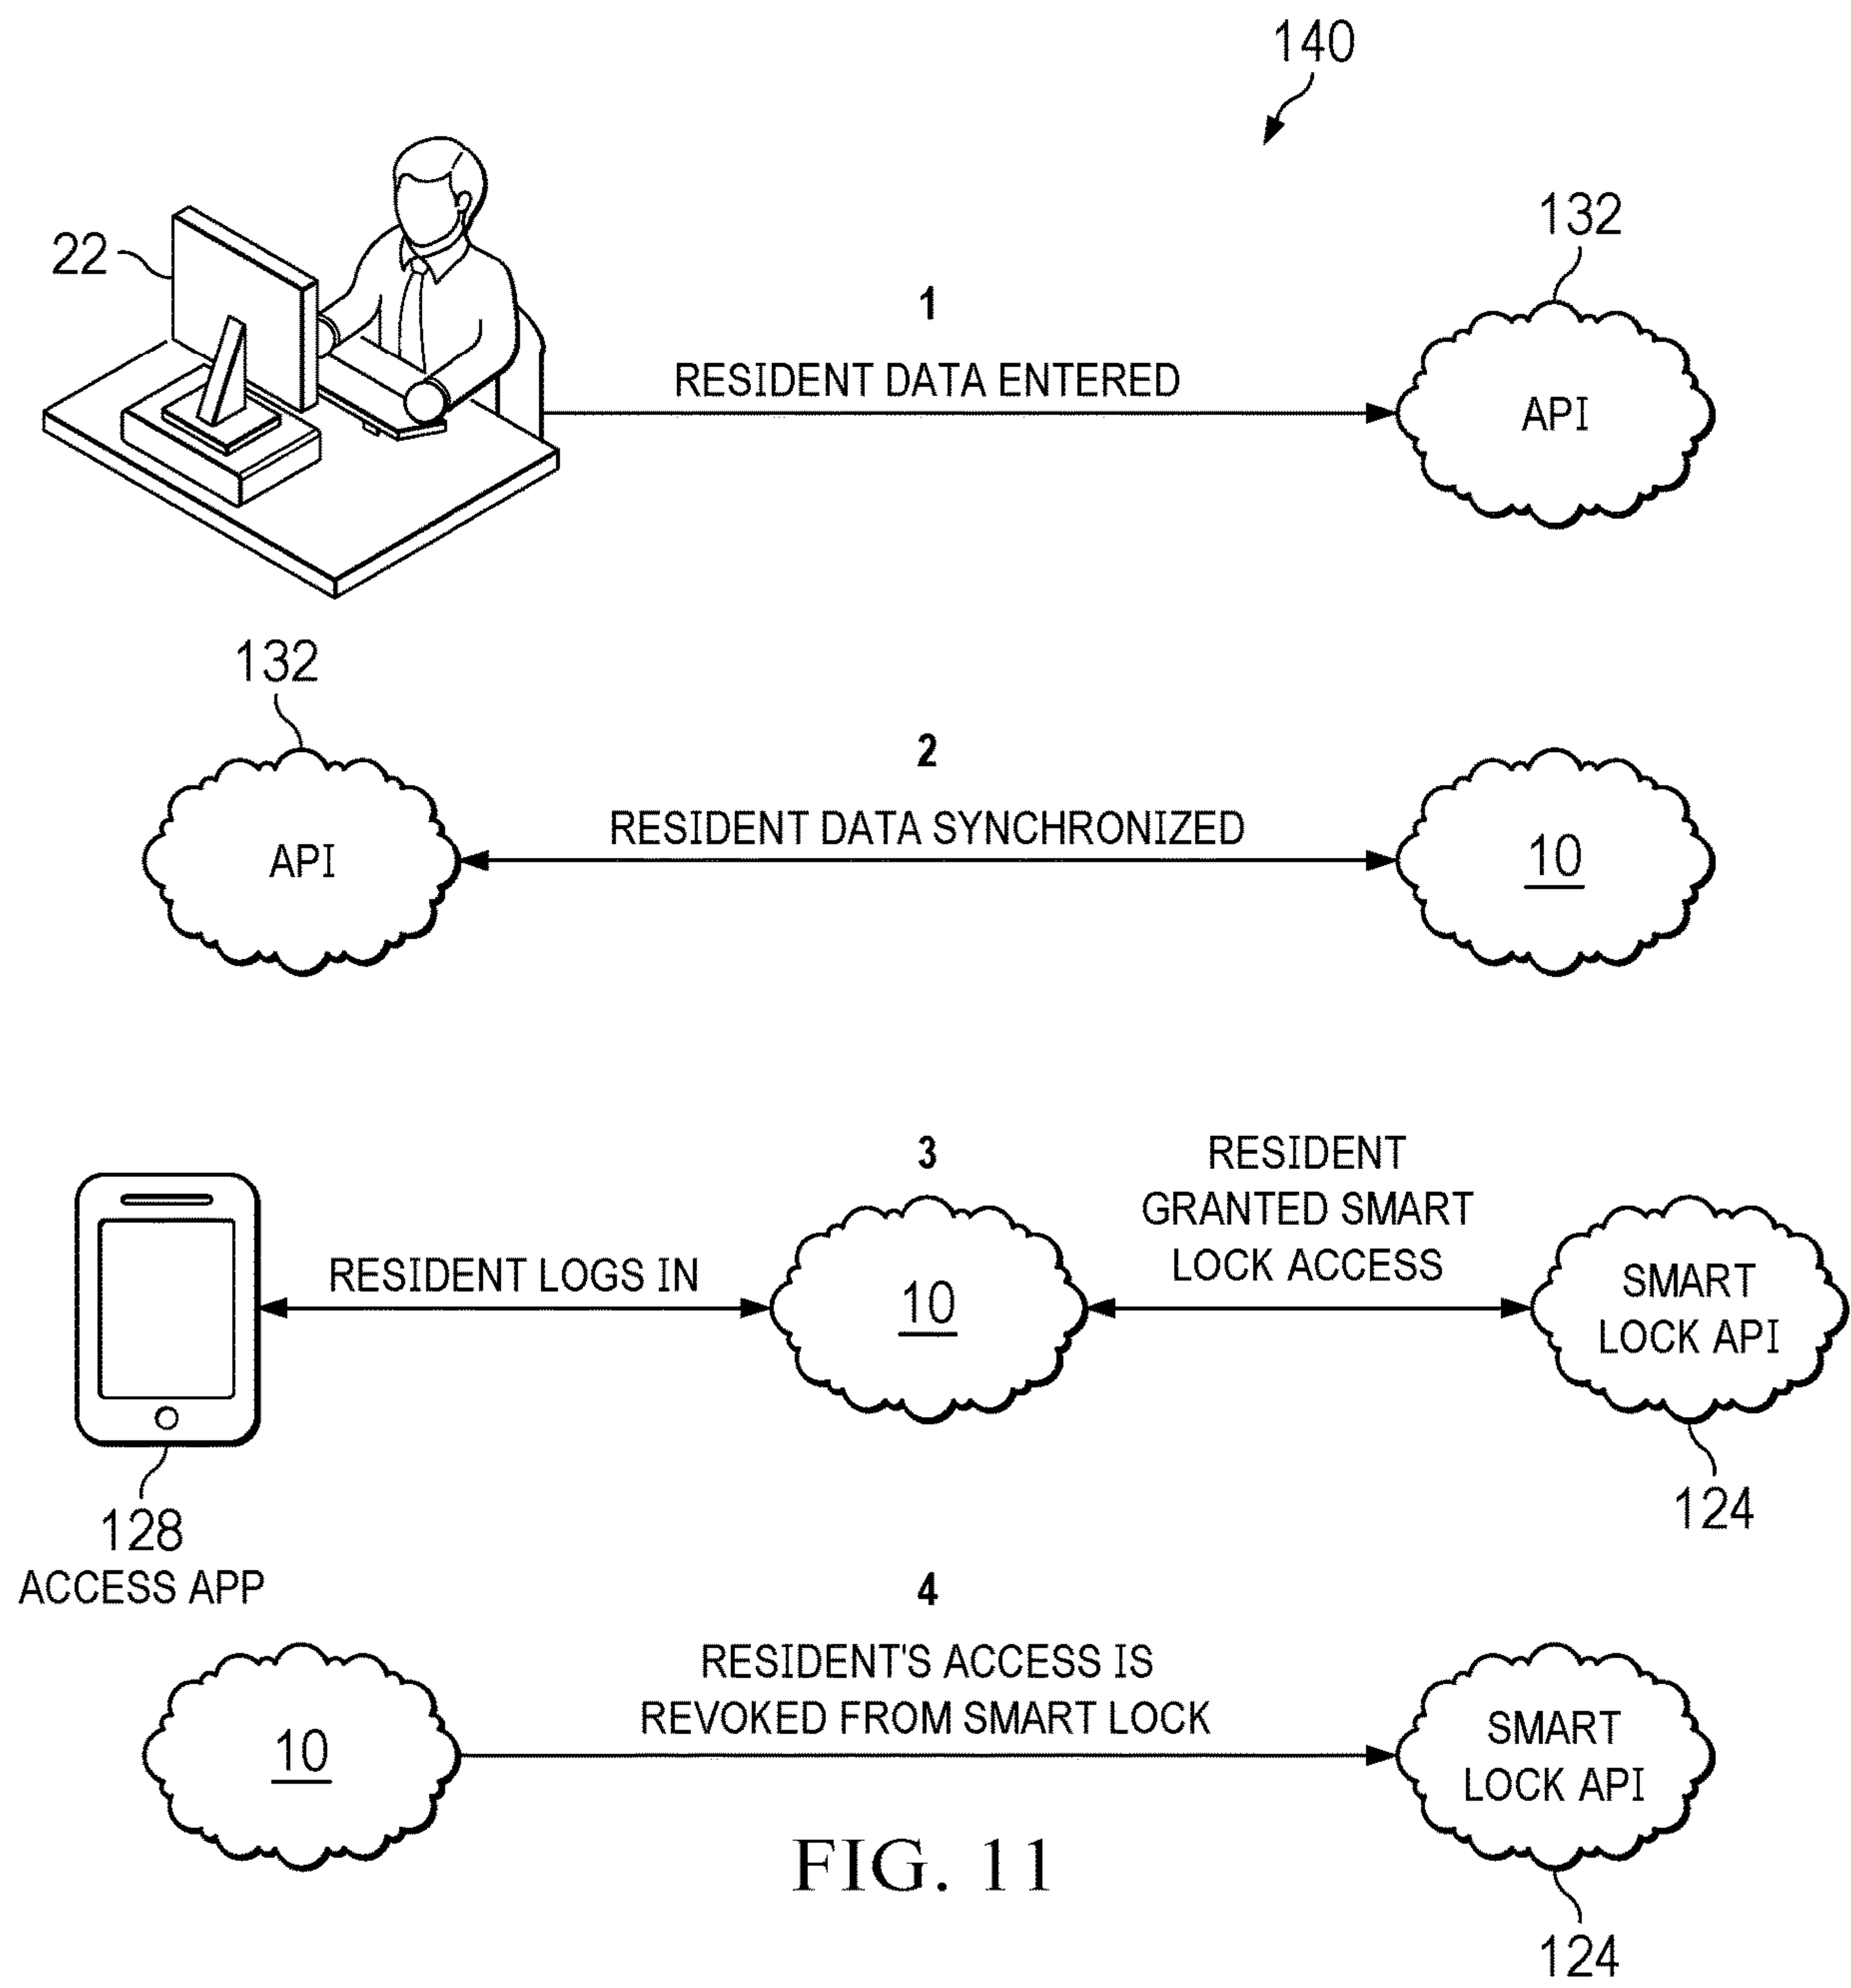 140
22
132
1
RESIDENT DATA ENTERED
API
132
2
RESIDENT DATA SYNCHRONIZED
API
10
3
RESIDENT LOGS IN
10
RESIDENT
GRANTED SMART
LOCK ACCESS
SMART
LOCK API
128
ACCESS APP
124
4
RESIDENT'S ACCESS IS
REVOKED FROM SMART LOCK
10
SMART
LOCK API
124
FIG. 11